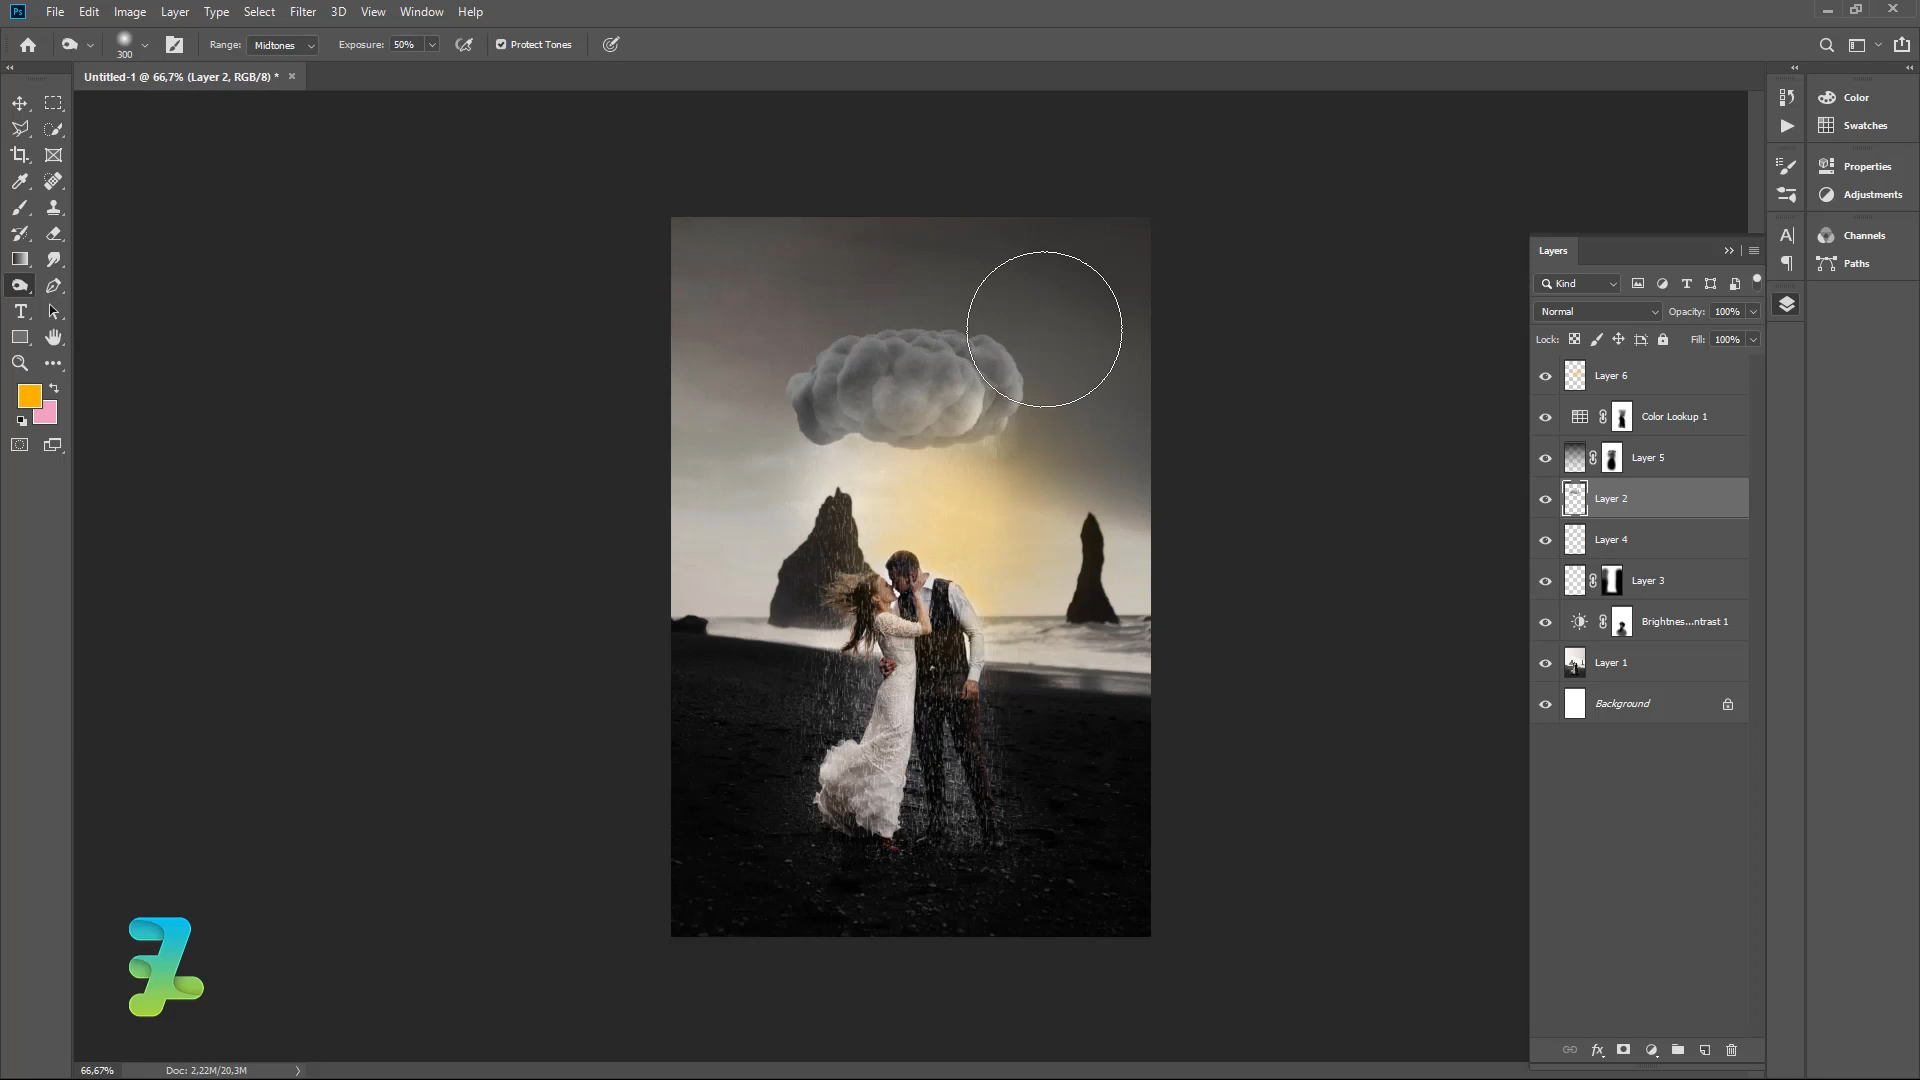 Ps File Edit Image Layer Type Select Filter 3D View Window Help
300 Range: Midtones Exposure: 50% Protect Tones
Untitled-1 @ 66,7% (Layer 2, RGB/8) *
Color
Swatches
Properties
Adjustments
Channels
Paths
Layers
Kind
Normal Opacity: 100%
Lock: Fill: 100%
Layer 6
Color Lookup 1
Layer 5
Layer 2
Layer 4
Layer 3
Brightnes...ntrast 1
Layer 1
Background
66,67% Doc: 2,22M/20,3M